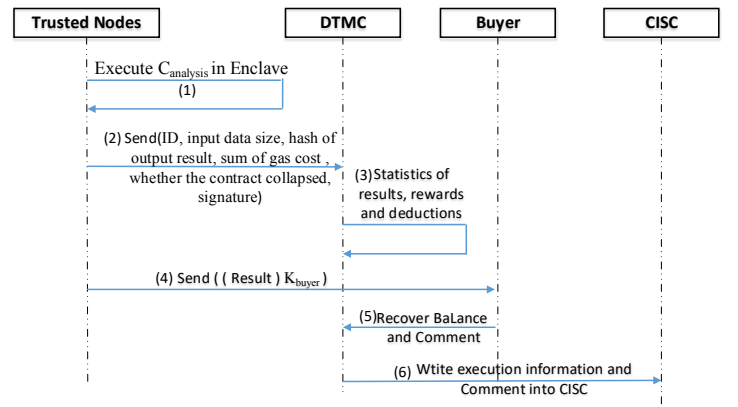 Trusted Nodes
DTMC
Buyer
CISC
Execute C_analysis in Enclave
(1)
(2) Send(ID, input data size, hash of
output result, sum of gas cost ,
whether the contract collapsed,
signature)
(3)Statistics of
results, rewards
and deductions
(4) Send ( ( Result ) K_buyer )
(5)Recover BaLance
and Comment
(6) Wtite execution information and
Comment into CISC